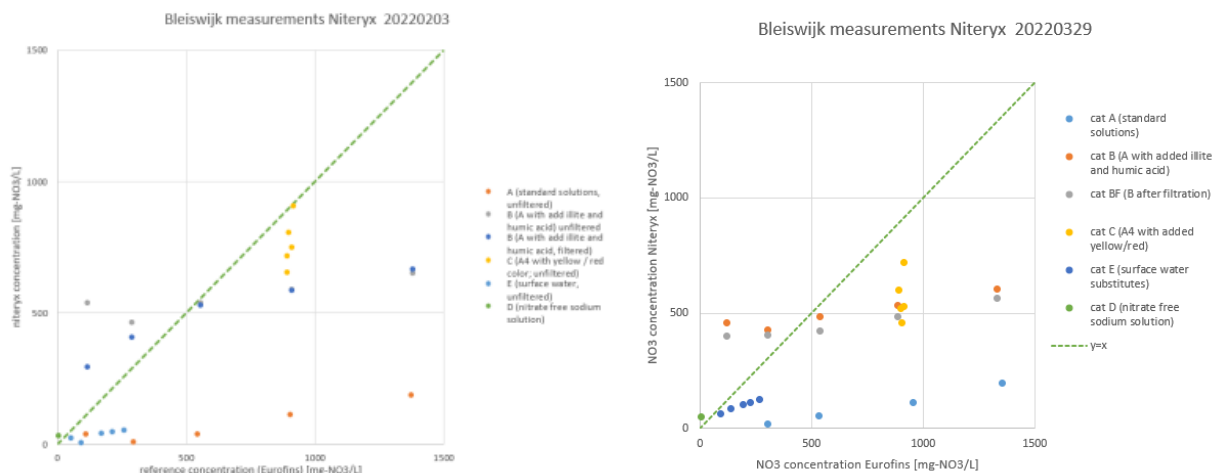 Bleiswijk measurements Niteryx 20220203
1500
1000
500
0
niteryx concentration [mg-NO3/L]
0
500
1000
1500
reference concentration (Eurofins) [mg-NO3/L]
A (standard solutions,
unfiltered)
B (A with add illite and
humic acid) unfiltered
B (A with add illite and
humic acid, filtered)
C (A4 with yellow / red
color; unfiltered)
E (surface water,
unfiltered)
D (nitrate free sodium
solution)
Bleiswijk measurements Niteryx 20220329
1500
1000
500
0
NO3 concentration Niteryx [mg-NO3/L]
0
500
1000
1500
NO3 concentration Eurofins [mg-NO3/L]
cat A (standard
solutions)
cat B (A with added illite
and humic acid)
cat BF (B after filtration)
cat C (A4 with added
yellow/red)
cat E (surface water
substitutes)
cat D (nitrate free
sodium solution)
y=x